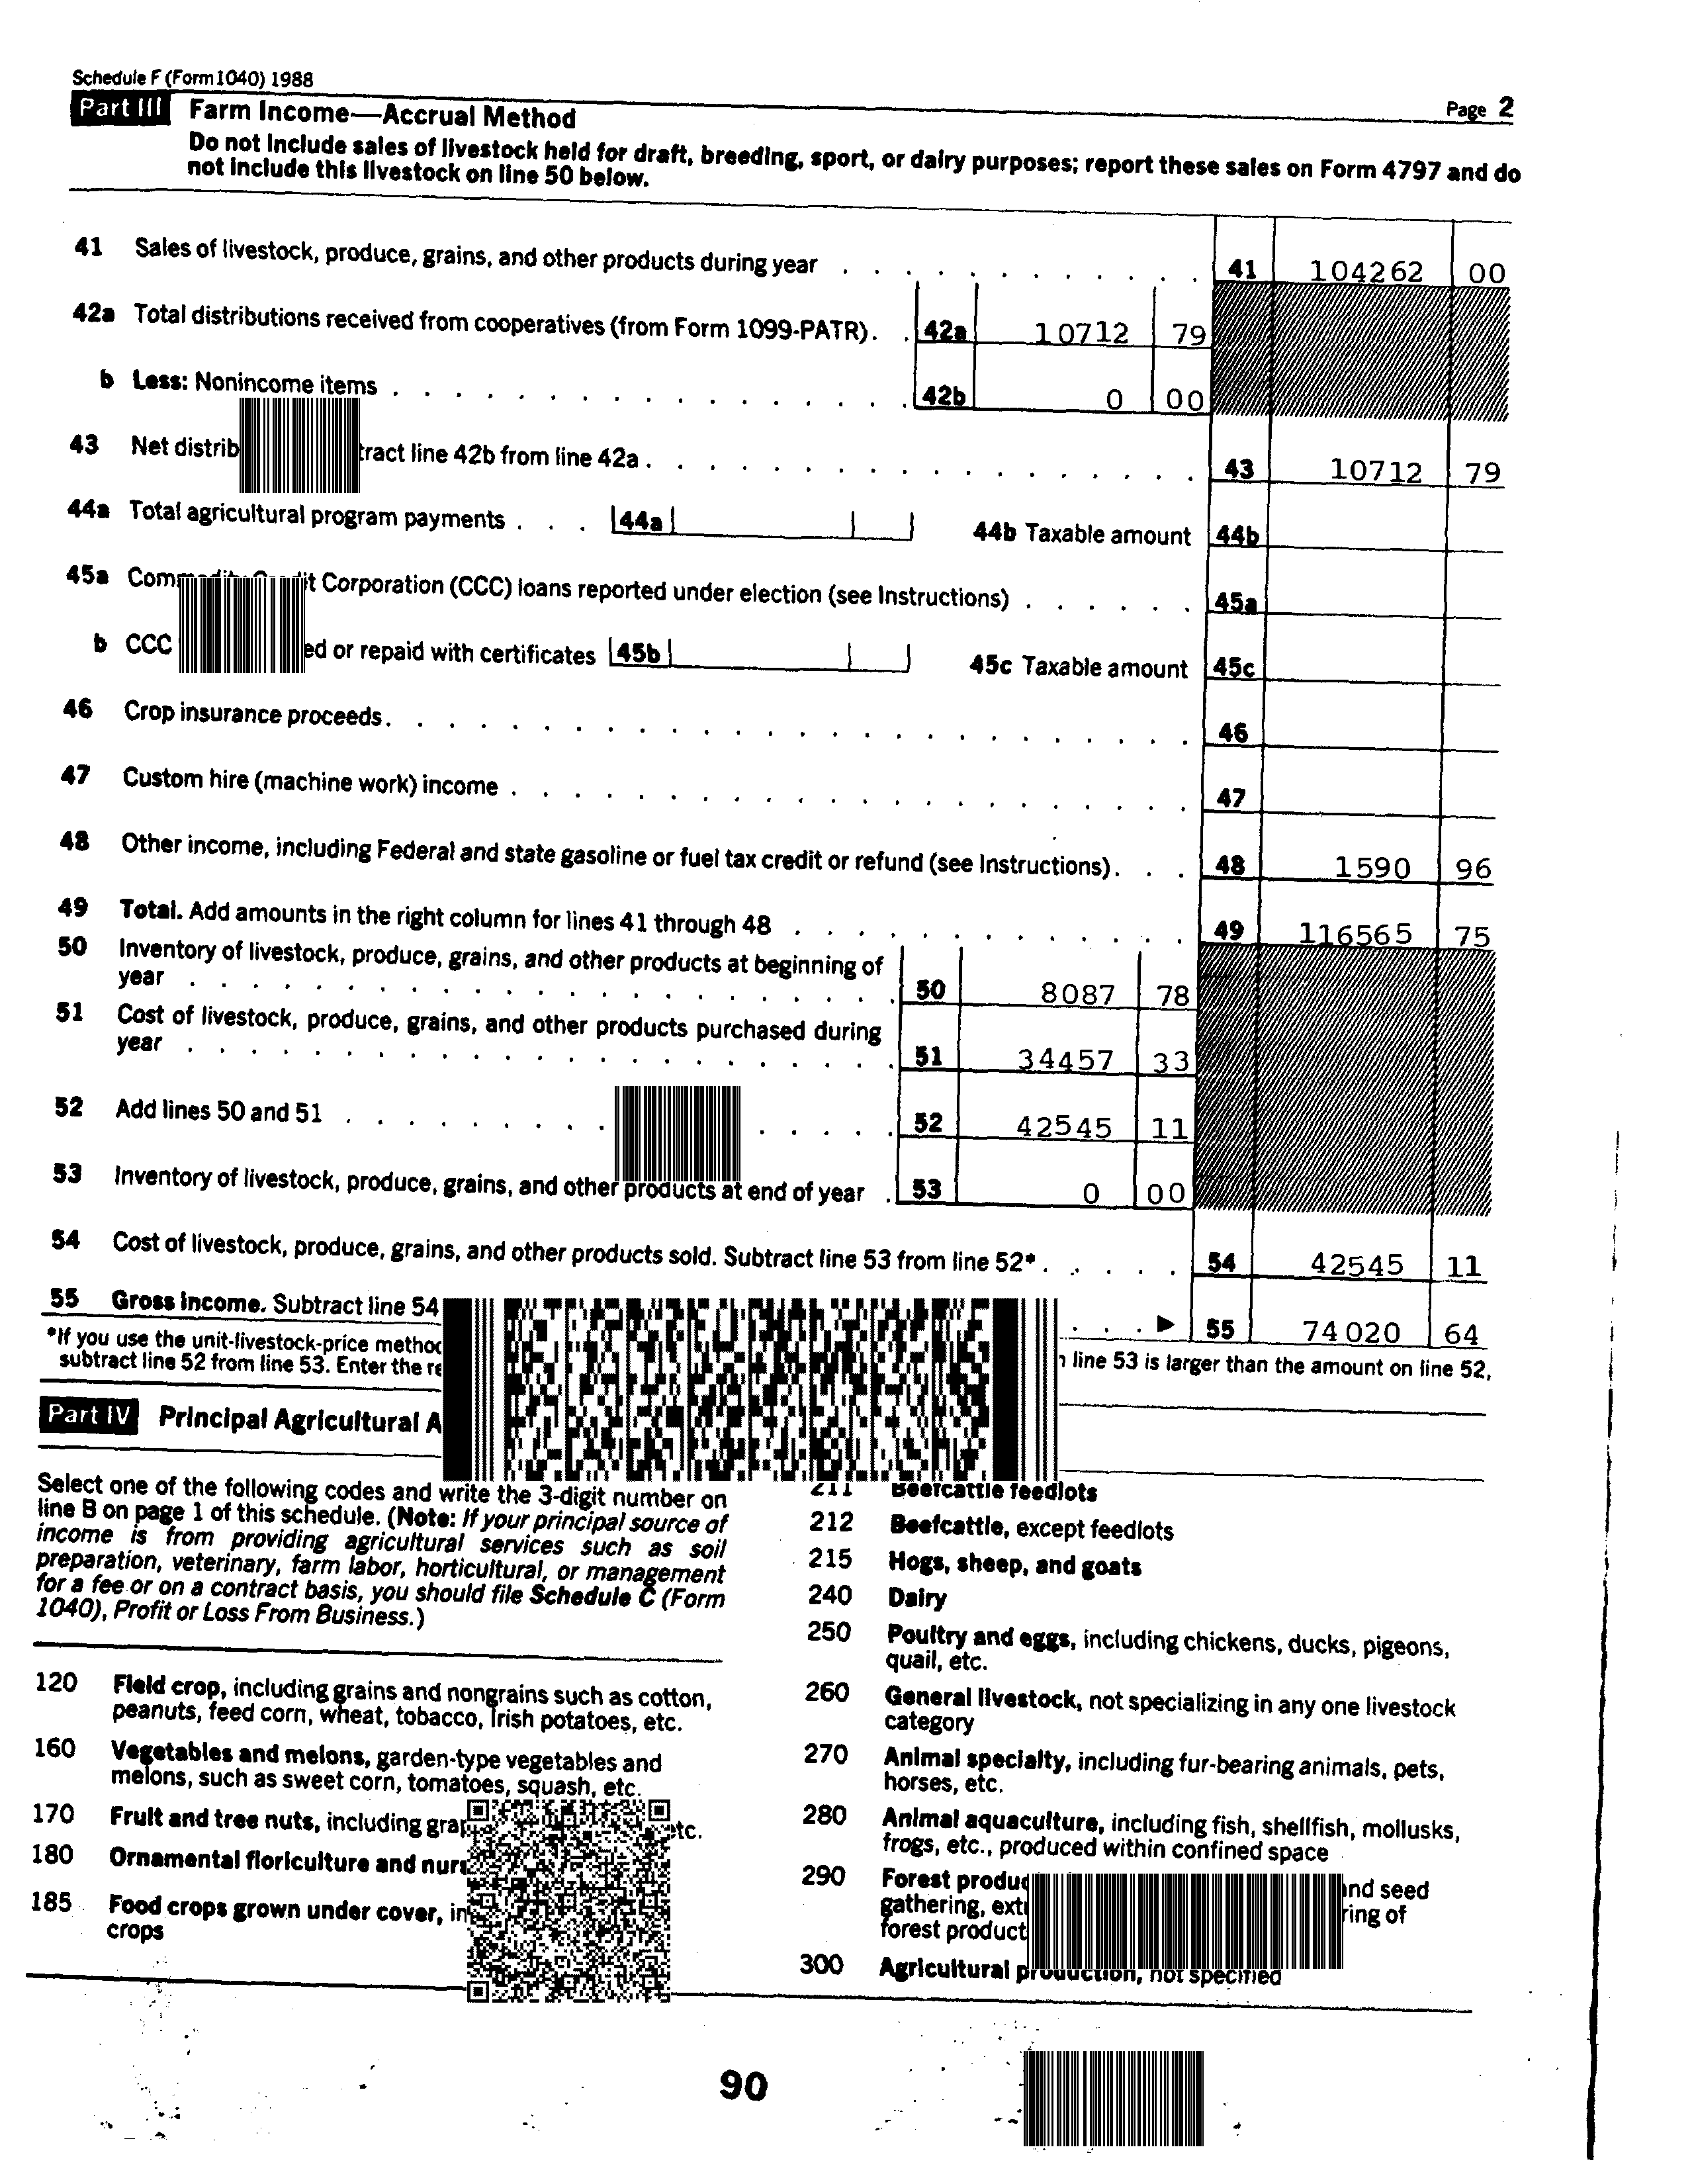 Schedule F (Form 1040) 1988
Page 2
Part III Farm Income—Accrual Method
Do not include sales of livestock held for draft, breeding, sport, or dairy purposes; report these sales on Form 4797 and do
not include this livestock on line 50 below.
41 Sales of livestock, produce, grains, and other products during year . . . . . . . . . . . . 41 104262 00
42a Total distributions received from cooperatives (from Form 1099-PATR) . . 42a 10712 79
b Less: Nonincome items . . . . . . . . . . . . . . . . . 42b 0 00
43 Net distrib tract line 42b from line 42a . . . . . . . . . . . . . . . . . . 43 10712 79
44a Total agricultural program payments . . . 44a 44b Taxable amount 44b
45a Commodity Credit Corporation (CCC) loans reported under election (see Instructions) . . . . . . 45a
b CCC ed or repaid with certificates 45b 45c Taxable amount 45c
46 Crop insurance proceeds . . . . . . . . . . . . . . . . . . . . . . . . . . 46
47 Custom hire (machine work) income . . . . . . . . . . . . . . . . . . . . . . 47
48 Other income, including Federal and state gasoline or fuel tax credit or refund (see Instructions) . . . 48 1590 96
49 Total. Add amounts in the right column for lines 41 through 48 . . . . . . . . . . . . . 49 116565 75
50 Inventory of livestock, produce, grains, and other products at beginning of
year . . . . . . . . . . . . . . . . . . . . . . . 50 8087 78
51 Cost of livestock, produce, grains, and other products purchased during
year . . . . . . . . . . . . . . . . . . . . . . . 51 34457 33
52 Add lines 50 and 51 . . . . . . . . . . . . . . 52 42545 11
53 Inventory of livestock, produce, grains, and other products at end of year . 53 0 00
54 Cost of livestock, produce, grains, and other products sold. Subtract line 53 from line 52* . . . . . 54 42545 11
55 Gross income. Subtract line 54 . . . ▶ 55 74020 64
*If you use the unit-livestock-price method line 53 is larger than the amount on line 52,
subtract line 52 from line 53. Enter the re
Part IV Principal Agricultural A
Select one of the following codes and write the 3-digit number on
line B on page 1 of this schedule. (Note: If your principal source of
income is from providing agricultural services such as soil
preparation, veterinary, farm labor, horticultural, or management
for a fee or on a contract basis, you should file Schedule C (Form
1040), Profit or Loss From Business.)
120 Field crop, including grains and nongrains such as cotton,
peanuts, feed corn, wheat, tobacco, Irish potatoes, etc.
160 Vegetables and melons, garden-type vegetables and
melons, such as sweet corn, tomatoes, squash, etc.
170 Fruit and tree nuts, including grap etc.
180 Ornamental floriculture and nurs
185 Food crops grown under cover, in
crops
211 Beefcattle feedlots
212 Beefcattle, except feedlots
215 Hogs, sheep, and goats
240 Dairy
250 Poultry and eggs, including chickens, ducks, pigeons,
quail, etc.
260 General livestock, not specializing in any one livestock
category
270 Animal specialty, including fur-bearing animals, pets,
horses, etc.
280 Animal aquaculture, including fish, shellfish, mollusks,
frogs, etc., produced within confined space
290 Forest produc and seed
gathering, ext ring of
forest product
300 Agricultural production, not specified
90